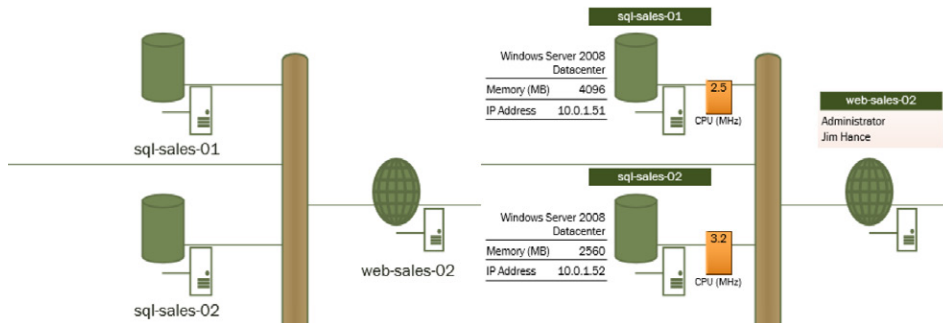 sql-sales-01
sql-sales-02
web-sales-02
sql-sales-01
Windows Server 2008
Datacenter
Memory (MB) 4096
IP Address 10.0.1.51
2.5
CPU (MHz)
sql-sales-02
Windows Server 2008
Datacenter
Memory (MB) 2560
IP Address 10.0.1.52
3.2
CPU (MHz)
web-sales-02
Administrator
Jim Hance